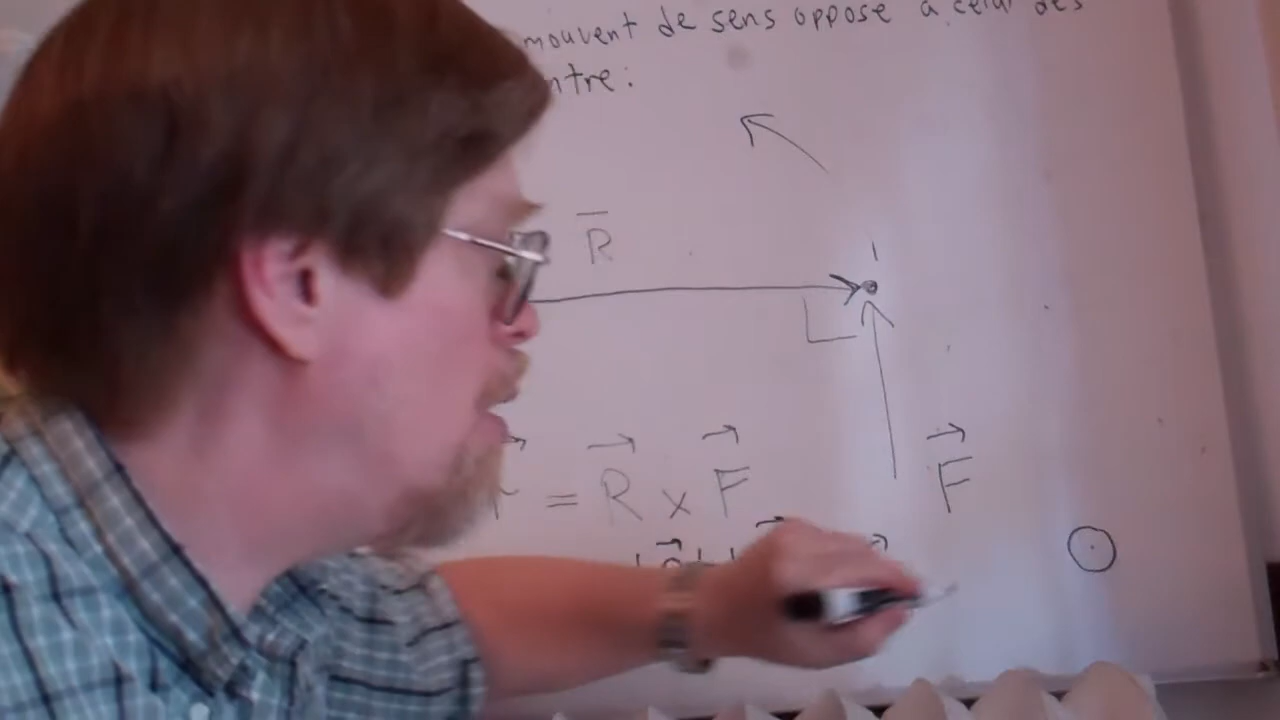 mouvent de sens opposé à celui des
ntre :
R
F
= R × F